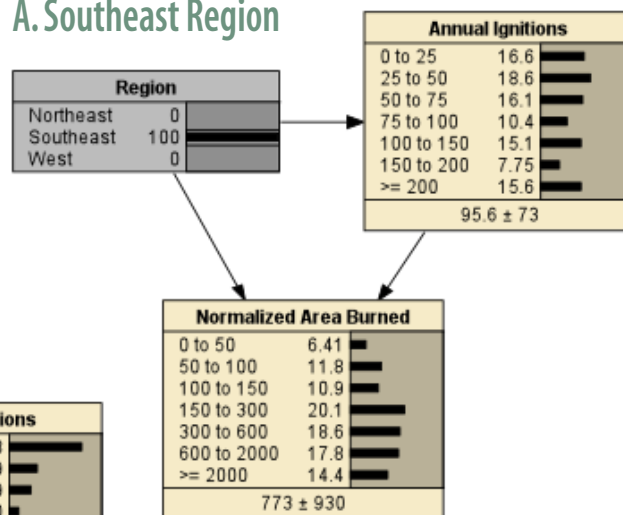 A. Southeast Region
Region
Northeast 0
Southeast 100
West 0
Annual Ignitions
0 to 25 16.6
25 to 50 18.6
50 to 75 16.1
75 to 100 10.4
100 to 150 15.1
150 to 200 7.75
>= 200 15.6
95.6 ± 73
Normalized Area Burned
0 to 50 6.41
50 to 100 11.8
100 to 150 10.9
150 to 300 20.1
300 to 600 18.6
600 to 2000 17.8
>= 2000 14.4
773 ± 930
ions